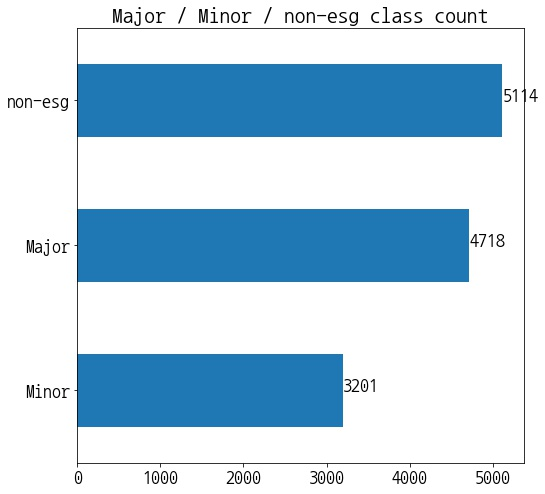 Major / Minor / non-esg class count
non-esg
5114
Major
4718
Minor
3201
0 1000 2000 3000 4000 5000